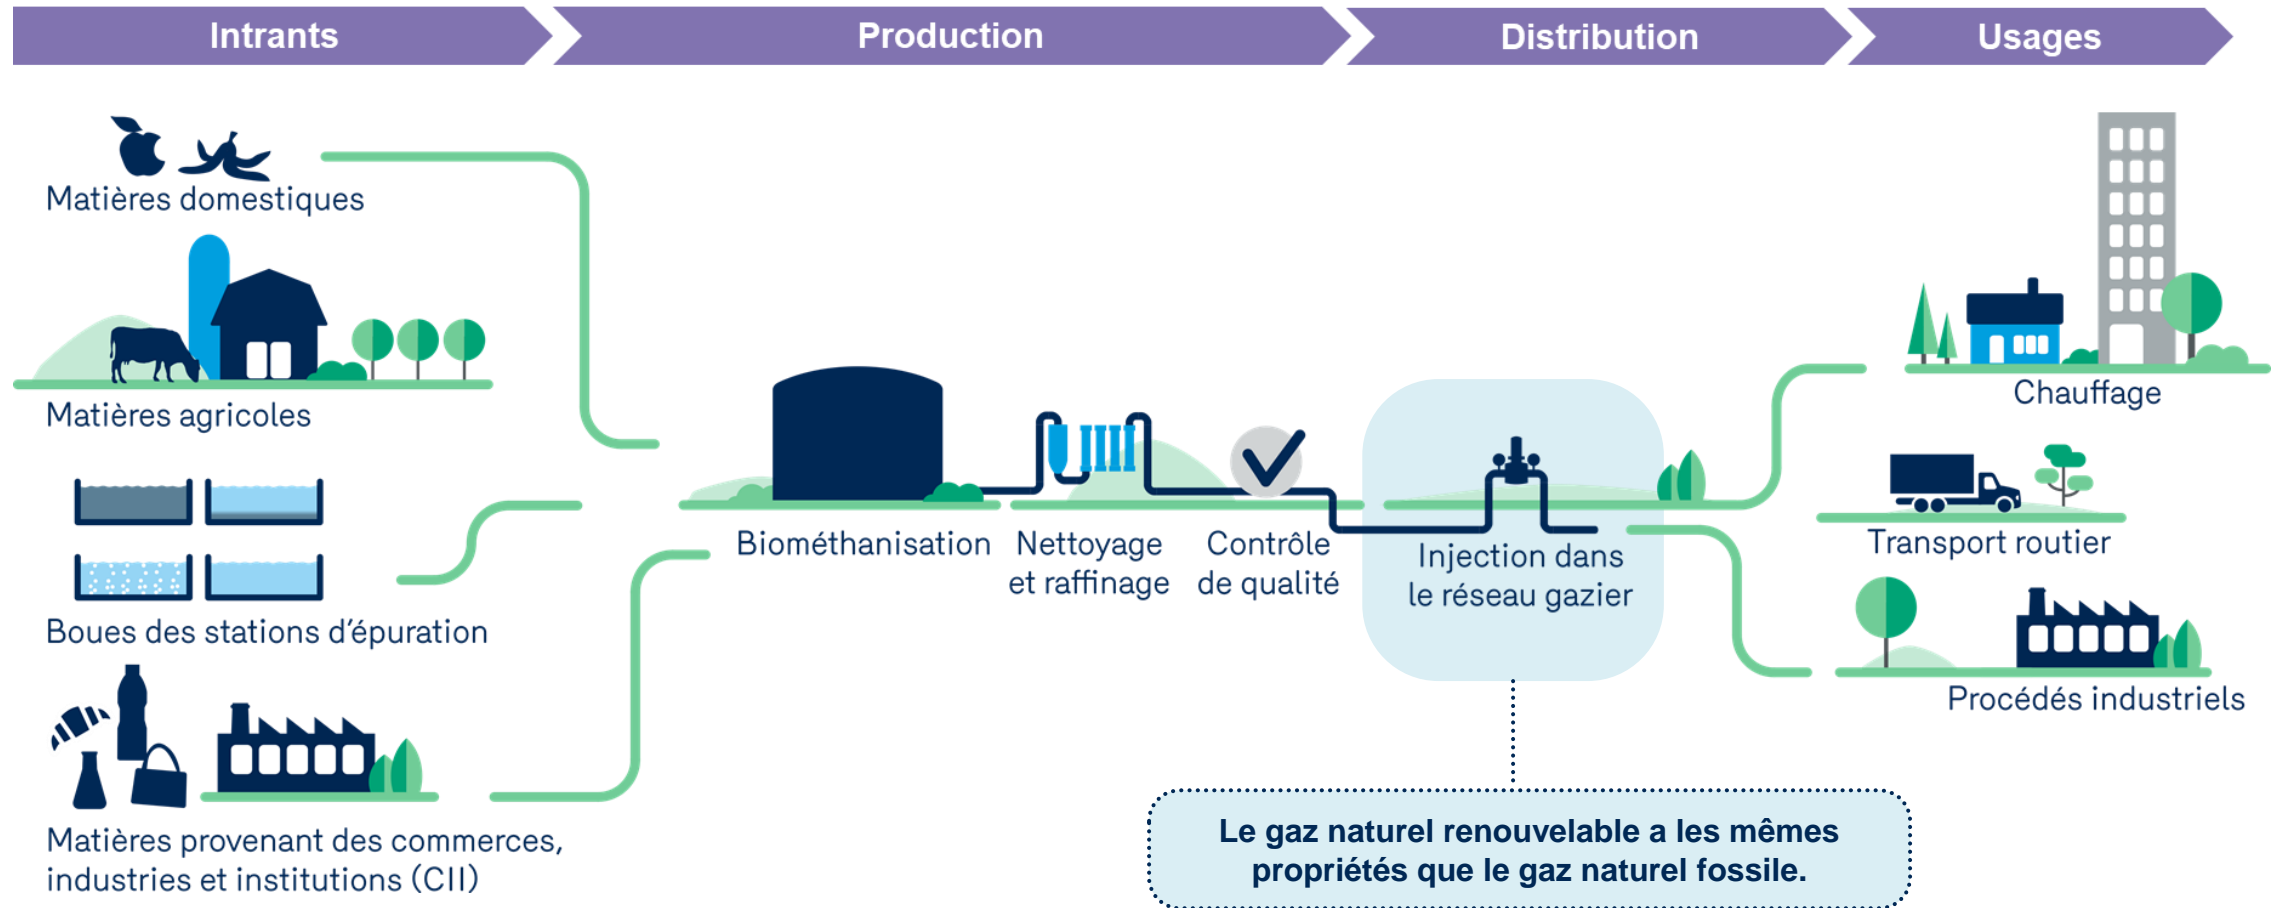 Intrants
Production
Distribution
Usages
Matières domestiques
Matières agricoles
Boues des stations d'épuration
Matières provenant des commerces,
industries et institutions (CII)
Biométhanisation
Nettoyage
et raffinage
Contrôle
de qualité
Injection dans
le réseau gazier
Le gaz naturel renouvelable a les mêmes
propriétés que le gaz naturel fossile.
Chauffage
Transport routier
Procédés industriels